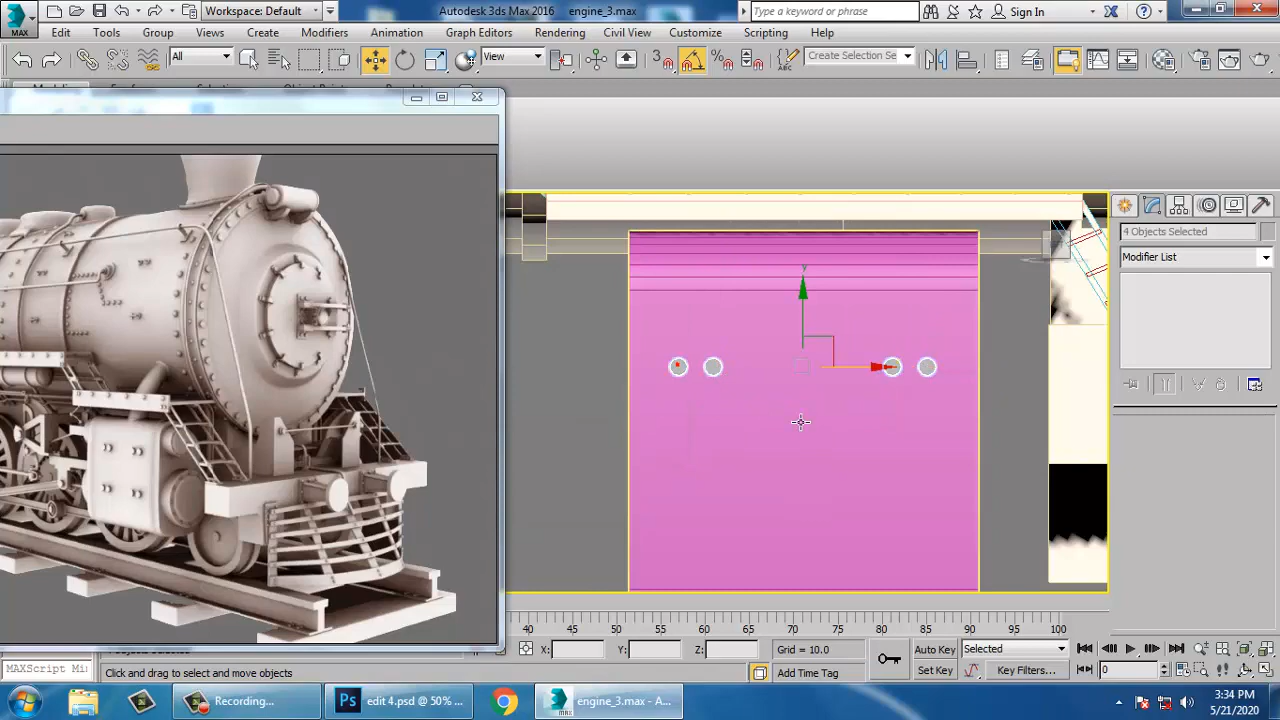 Workspace: Default
Autodesk 3ds Max 2016 engine_3.max
Type a keyword or phrase
Sign In
MAX
Edit Tools Group Views Create Modifiers Animation Graph Editors Rendering Civil View Customize Scripting Help
All
View
3
%
Create Selection Se
4 Objects Selected
Modifier List
y
40 45 50 55 60 65 70 75 80 85 90 95 100
X: Y: Z: Grid = 10.0
Auto Key Selected
MAXScript Mi
Click and drag to select and move objects
Add Time Tag
Set Key Key Filters... 0
Recording... edit 4.psd @ 50% ... engine_3.max - A...
3:34 PM
5/21/2020